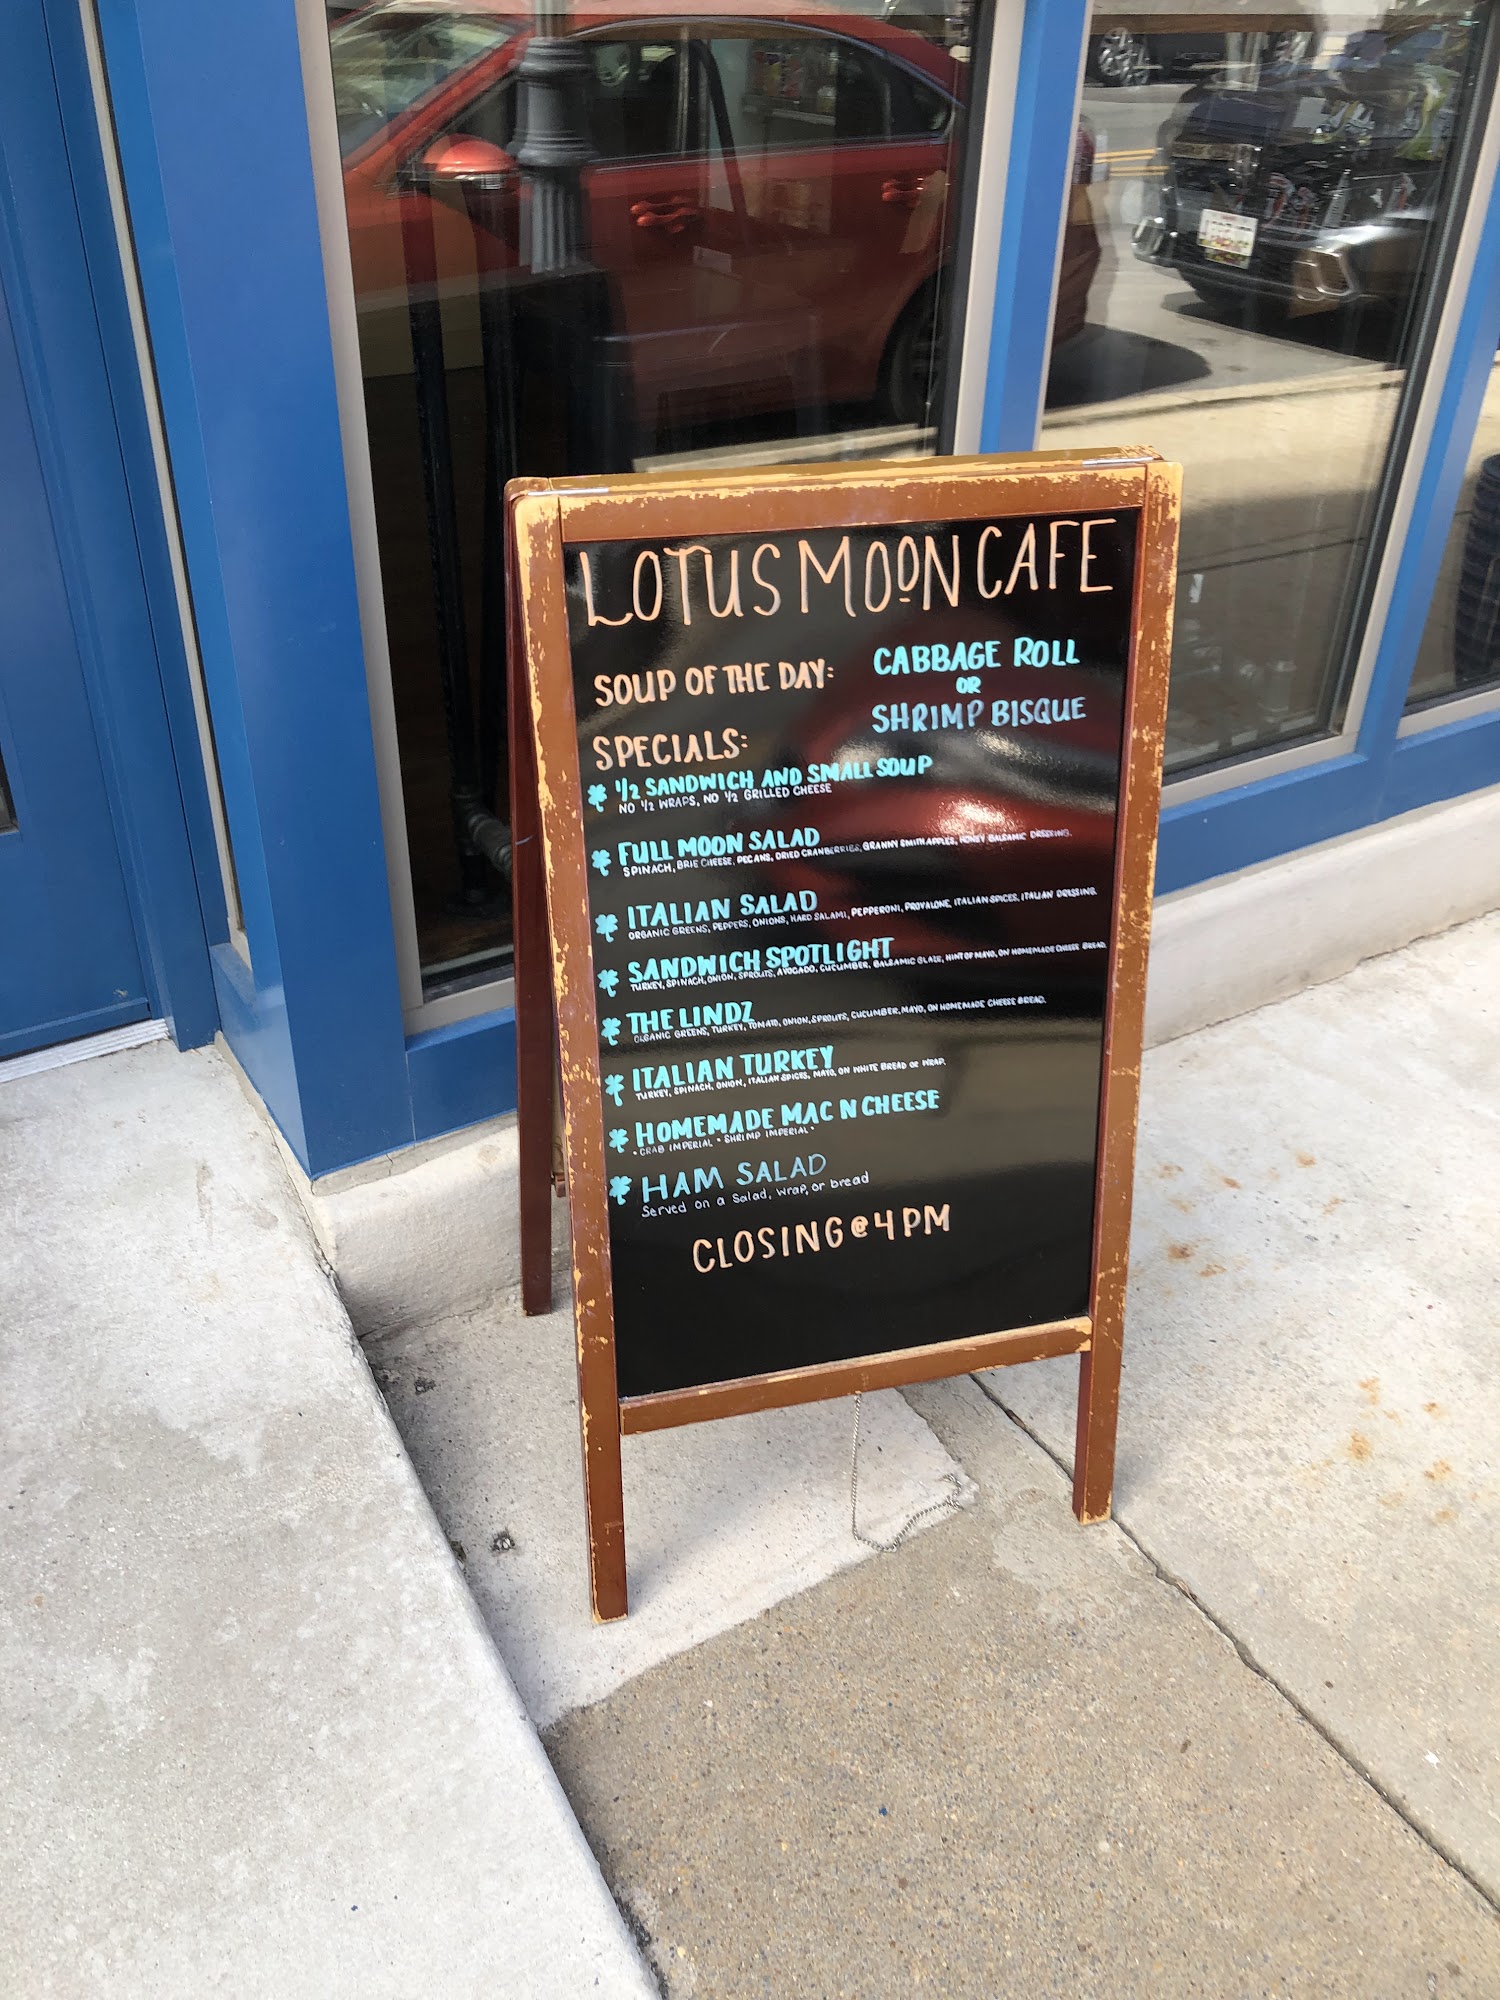 LOTUS MOON CAFE
SOUP OF THE DAY: CABBAGE ROLL
OR
SHRIMP BISQUE
SPECIALS:
1/2 SANDWICH AND SMALL SOUP
NO 1/2 WRAPS, NO 1/2 GRILLED CHEESE
FULL MOON SALAD
SPINACH, BRIE CHEESE, PECANS, DRIED CRANBERRIES, GRANNY SMITH APPLES, HONEY BALSAMIC DRESSING.
ITALIAN SALAD
ORGANIC GREENS, PEPPERS, ONIONS, HARD SALAMI, PEPPERONI, PROVALONE, ITALIAN SPICES, ITALIAN DRESSING.
SANDWICH SPOTLIGHT
TURKEY, SPINACH, ONION, SPROUTS, AVOCADO, CUCUMBER, BALSAMIC GLAZE, HINT OF MAYO, ON HOMEMADE CHEESE BREAD.
THE LINDZ
ORGANIC GREENS, TURKEY, TOMATO, ONION, SPROUTS, CUCUMBER, MAYO, ON HOMEMADE CHEESE BREAD.
ITALIAN TURKEY
TURKEY, SPINACH, ONION, ITALIAN SPICES, MAYO, ON WHITE BREAD OR WRAP.
HOMEMADE MAC N CHEESE
• CRAB IMPERIAL • SHRIMP IMPERIAL •
HAM SALAD
Served on a Salad, Wrap, or bread
CLOSING @ 4 PM